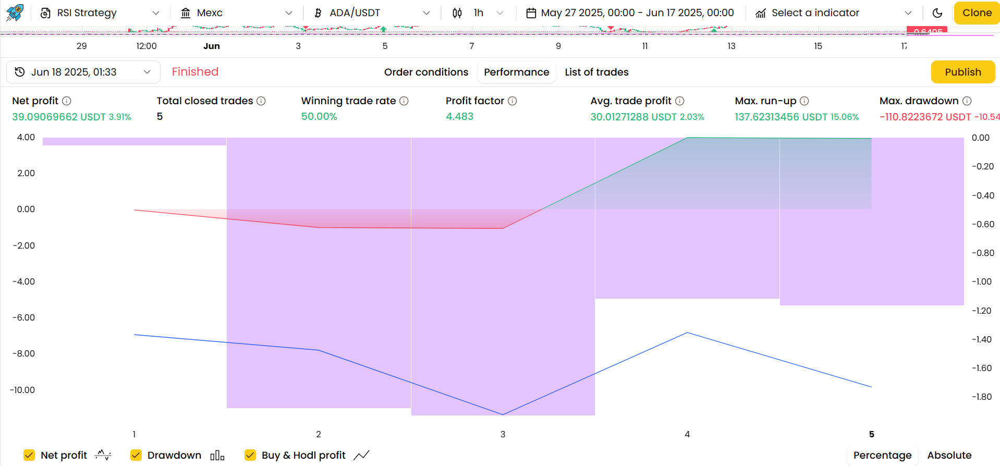 RSI Strategy Mexc ADA/USDT 1h May 27 2025, 00:00 - Jun 17 2025, 00:00 Select a indicator Clone
29 12:00 Jun 3 5 7 9 11 13 15
Jun 18 2025, 01:33 Finished Order conditions Performance List of trades Publish
Net profit Total closed trades Winning trade rate Profit factor Avg. trade profit Max. run-up Max. drawdown
39.09069662 USDT 3.91% 5 50.00% 4.483 30.01271288 USDT 2.03% 137.62313456 USDT 15.06% -110.8223672 USDT -10.54
4.00 0.00
2.00 -0.20
0.00 -0.40
-2.00 -0.60
-4.00 -0.80
-6.00 -1.00
-8.00 -1.20
-10.00 -1.40
-1.60
-1.80
1 2 3 4 5
Net profit Drawdown Buy & Hodl profit Percentage Absolute